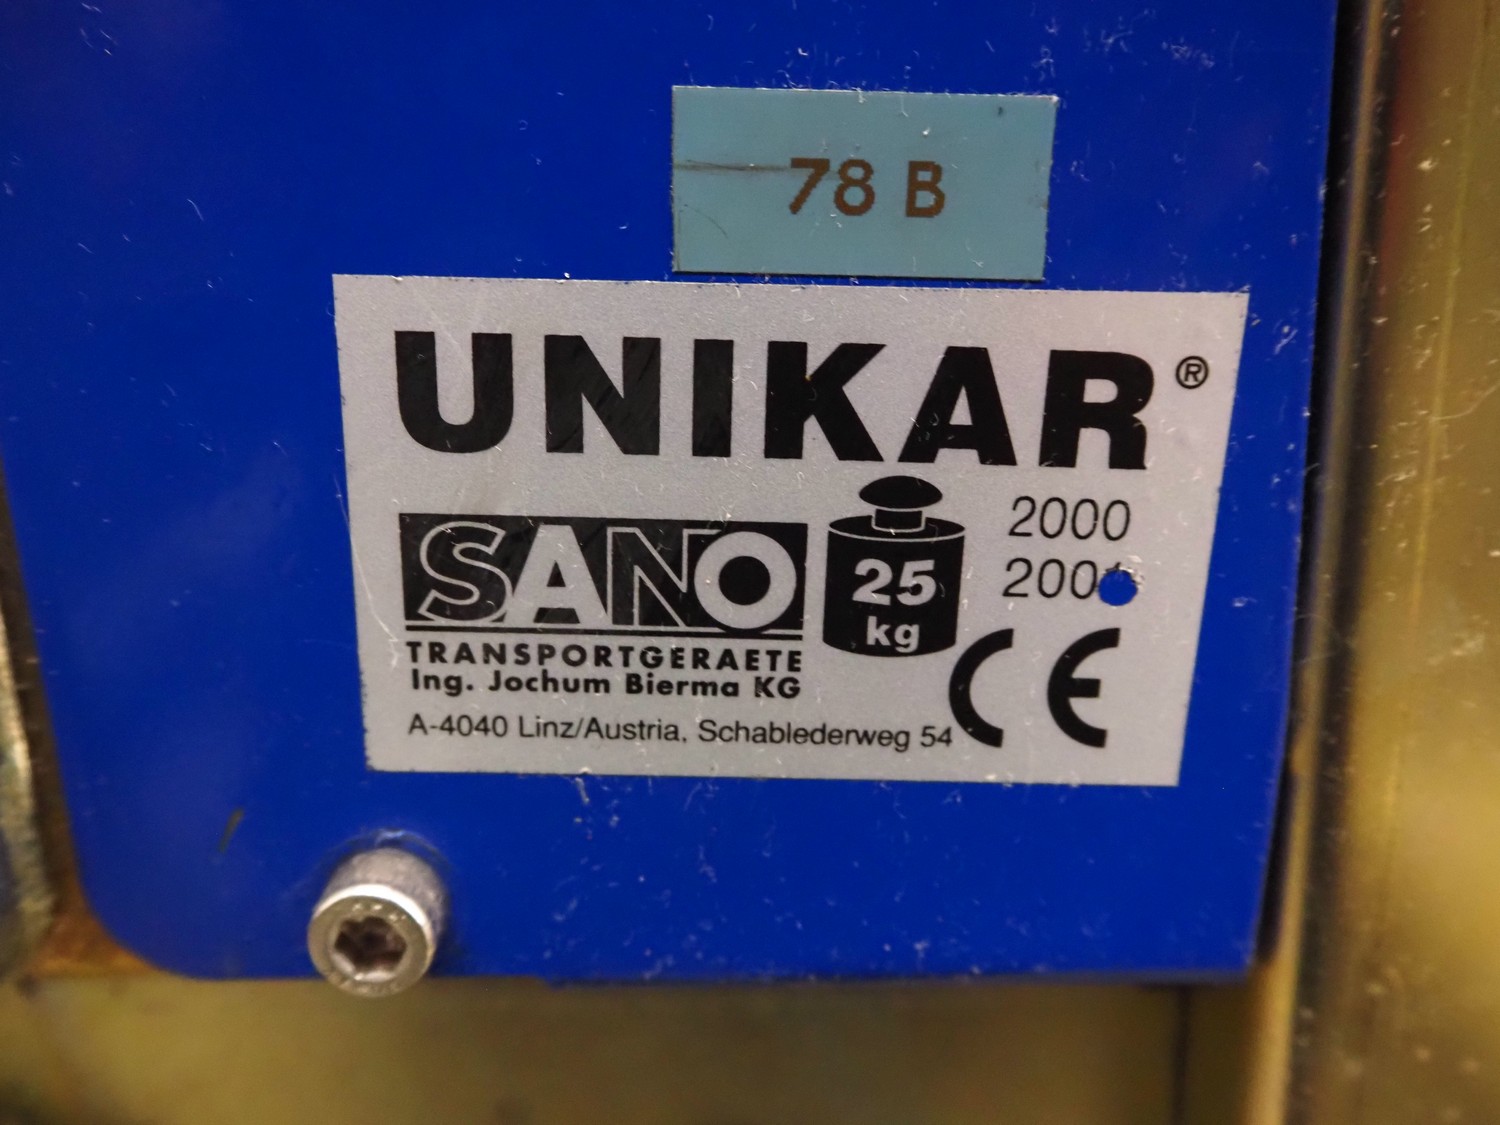 78 B
UNIKAR®
SANO
25
kg
2000
TRANSPORTGERAETE
Ing. Jochum Bierma KG
A-4040 Linz/Austria, Schablederweg 54
CE